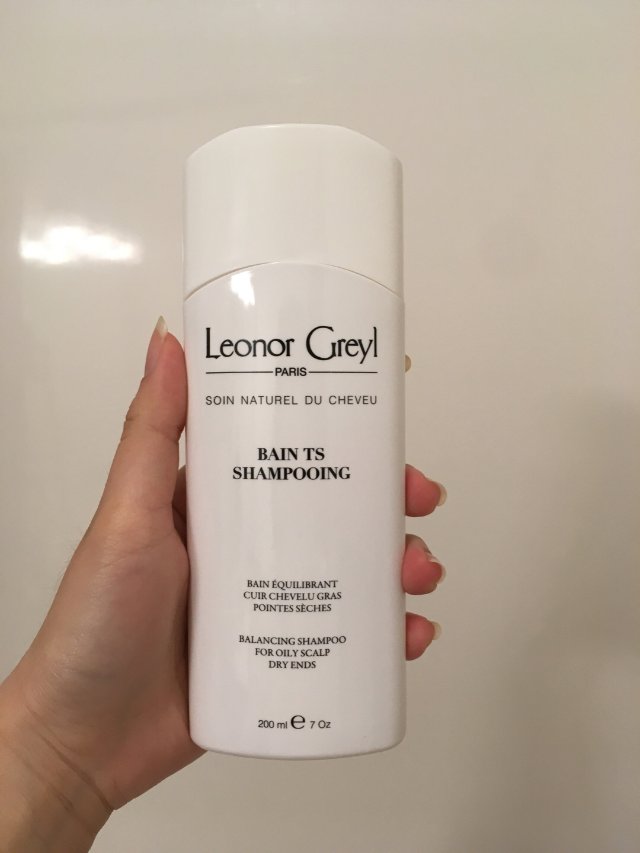 Leonor Greyl
PARIS
SOIN NATUREL DU CHEVEU
BAIN TS
SHAMPOOING
BAIN ÉQUILIBRANT
CUIR CHEVELU GRAS
POINTES SÈCHES
BALANCING SHAMPOO
FOR OILY SCALP
DRY ENDS
200 ml ℮ 7 Oz